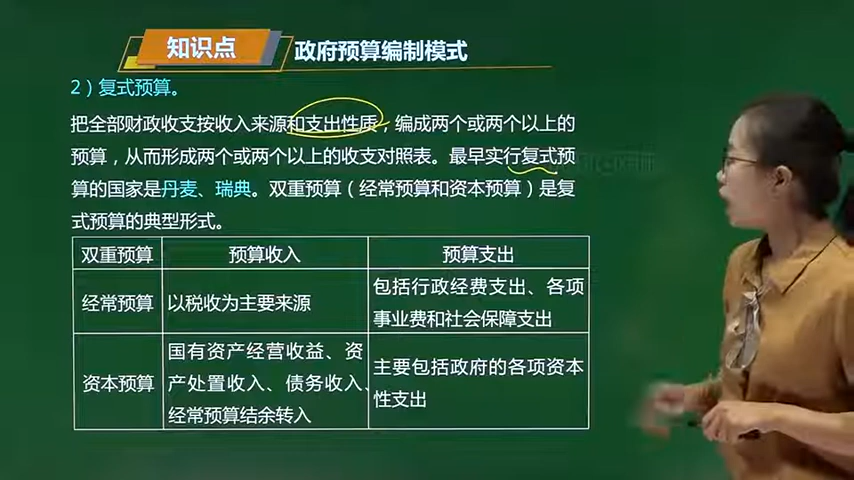 知识点 政府预算编制模式
2）复式预算。
把全部财政收支按收入来源和支出性质，编成两个或两个以上的
预算，从而形成两个或两个以上的收支对照表。最早实行复式预
算的国家是丹麦、瑞典。双重预算（经常预算和资本预算）是复
式预算的典型形式。
双重预算 预算收入 预算支出
经常预算 以税收为主要来源 包括行政经费支出、各项
事业费和社会保障支出
资本预算 国有资产经营收益、资
产处置收入、债务收入、
经常预算结余转入 主要包括政府的各项资本
性支出